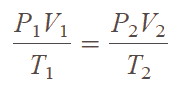 P₁V₁/T₁ = P₂V₂/T₂